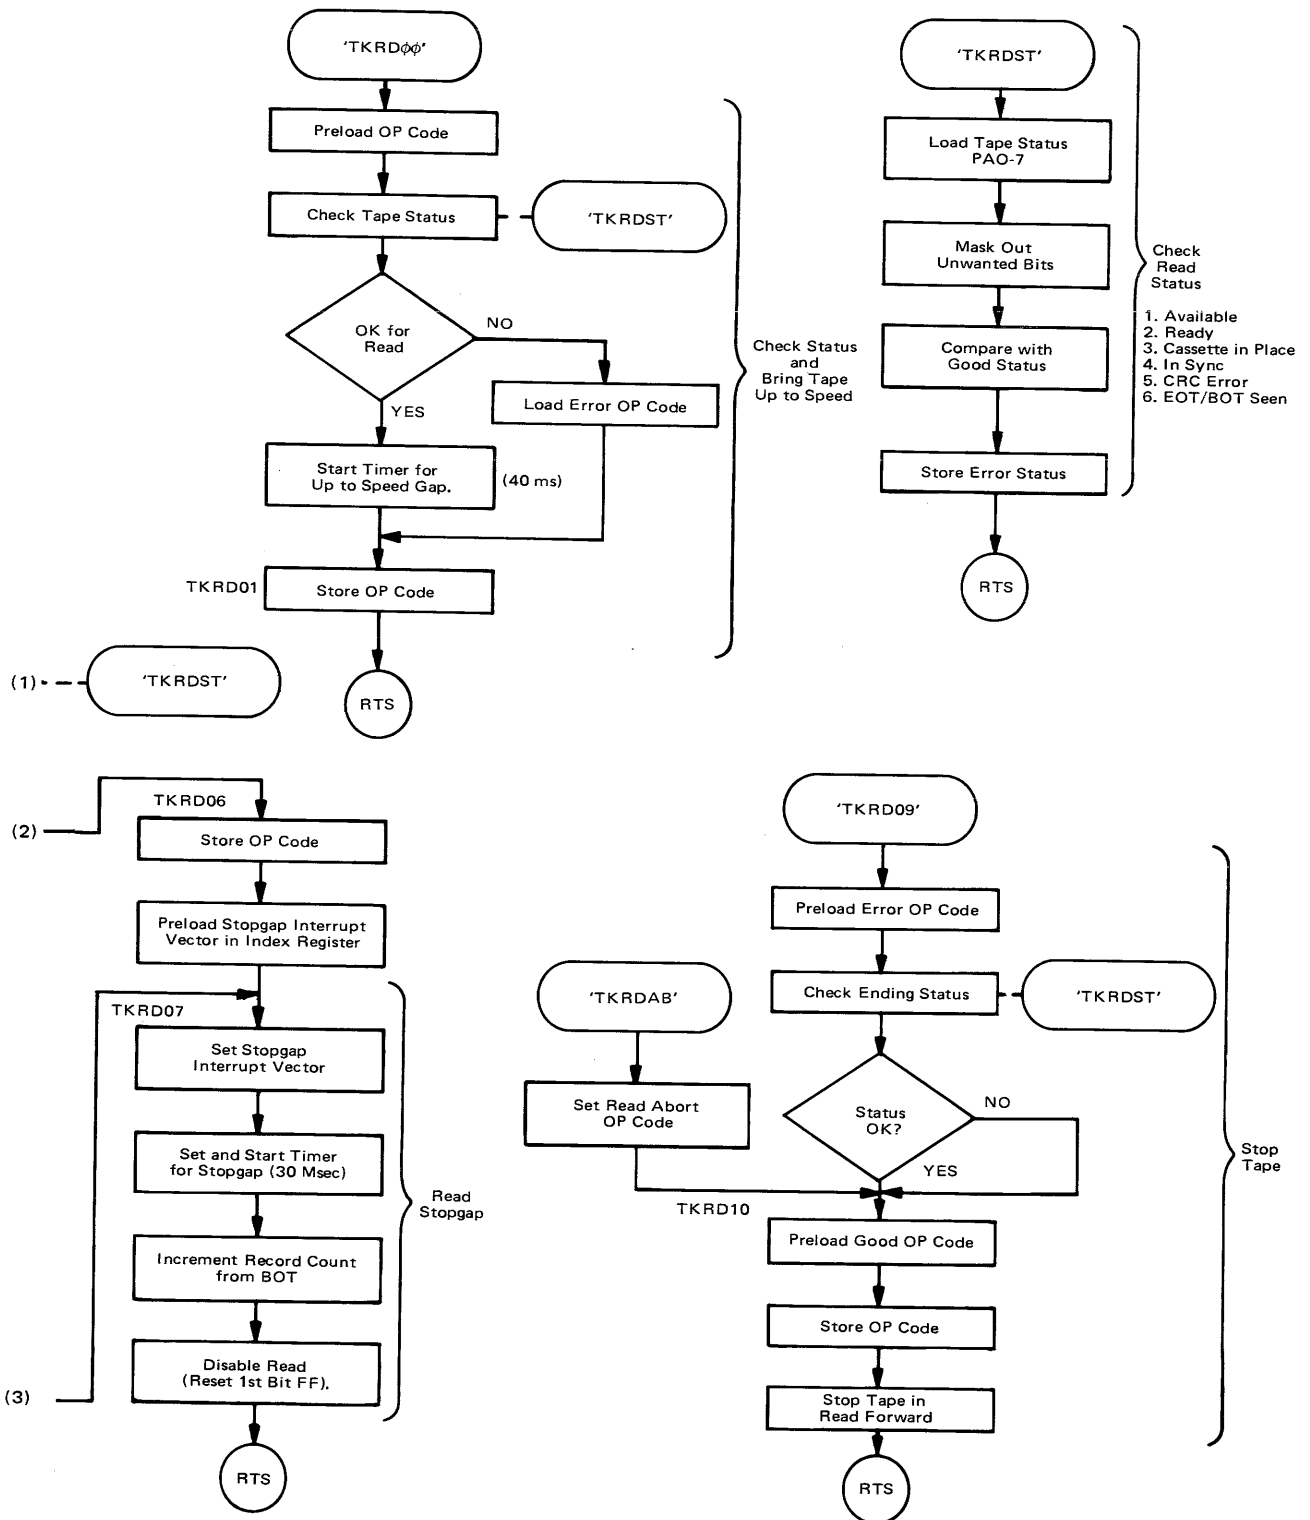 'TKRDϕϕ'
Preload OP Code
Check Tape Status
'TKRDST'
OK for
Read
NO
YES
Load Error OP Code
Start Timer for
Up to Speed Gap.
(40 ms)
TKRD01
Store OP Code
RTS
Check Status
and
Bring Tape
Up to Speed
'TKRDST'
Load Tape Status
PAO-7
Mask Out
Unwanted Bits
Compare with
Good Status
Store Error Status
RTS
Check
Read
Status
1. Available
2. Ready
3. Cassette in Place
4. In Sync
5. CRC Error
6. EOT/BOT Seen
(1)
'TKRDST'
(2)
TKRD06
Store OP Code
Preload Stopgap Interrupt
Vector in Index Register
TKRD07
Set Stopgap
Interrupt Vector
Set and Start Timer
for Stopgap (30 Msec)
Increment Record Count
from BOT
Disable Read
(Reset 1st Bit FF).
(3)
RTS
Read
Stopgap
'TKRD09'
Preload Error OP Code
Check Ending Status
'TKRDST'
'TKRDAB'
Set Read Abort
OP Code
Status
OK?
NO
YES
TKRD10
Preload Good OP Code
Store OP Code
Stop Tape in
Read Forward
RTS
Stop
Tape